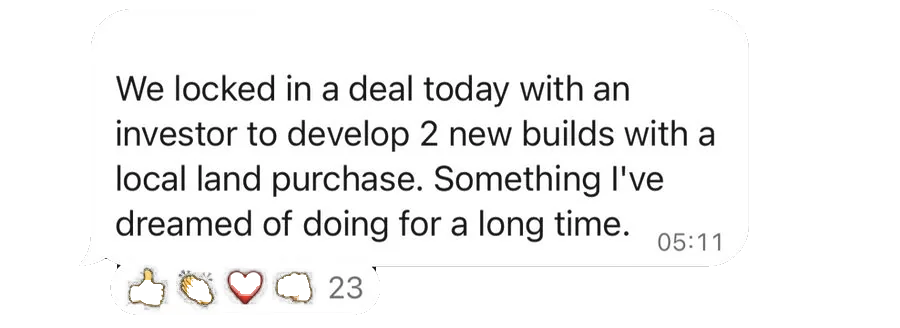 We locked in a deal today with an
investor to develop 2 new builds with a
local land purchase. Something I've
dreamed of doing for a long time.
05:11
23